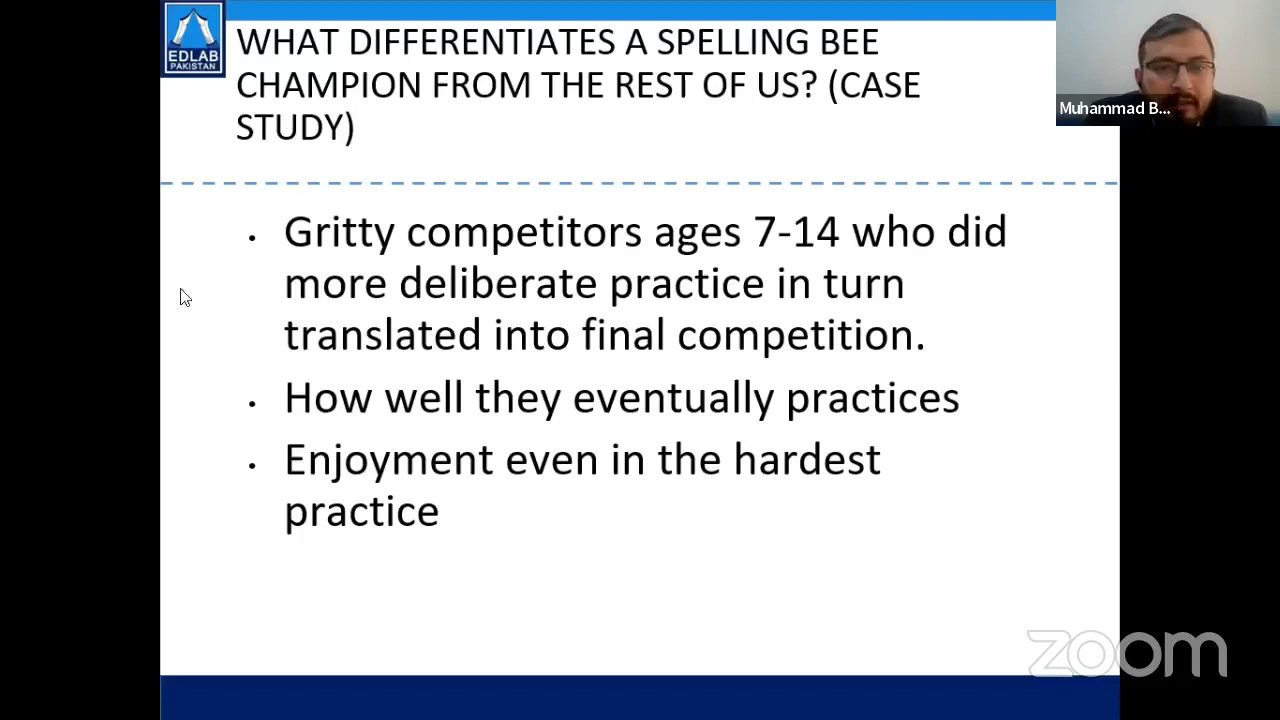 EDLAB
PAKISTAN
WHAT DIFFERENTIATES A SPELLING BEE
CHAMPION FROM THE REST OF US? (CASE
STUDY)
Muhammad B...
• Gritty competitors ages 7-14 who did
more deliberate practice in turn
translated into final competition.
• How well they eventually practices
• Enjoyment even in the hardest
practice
zoom